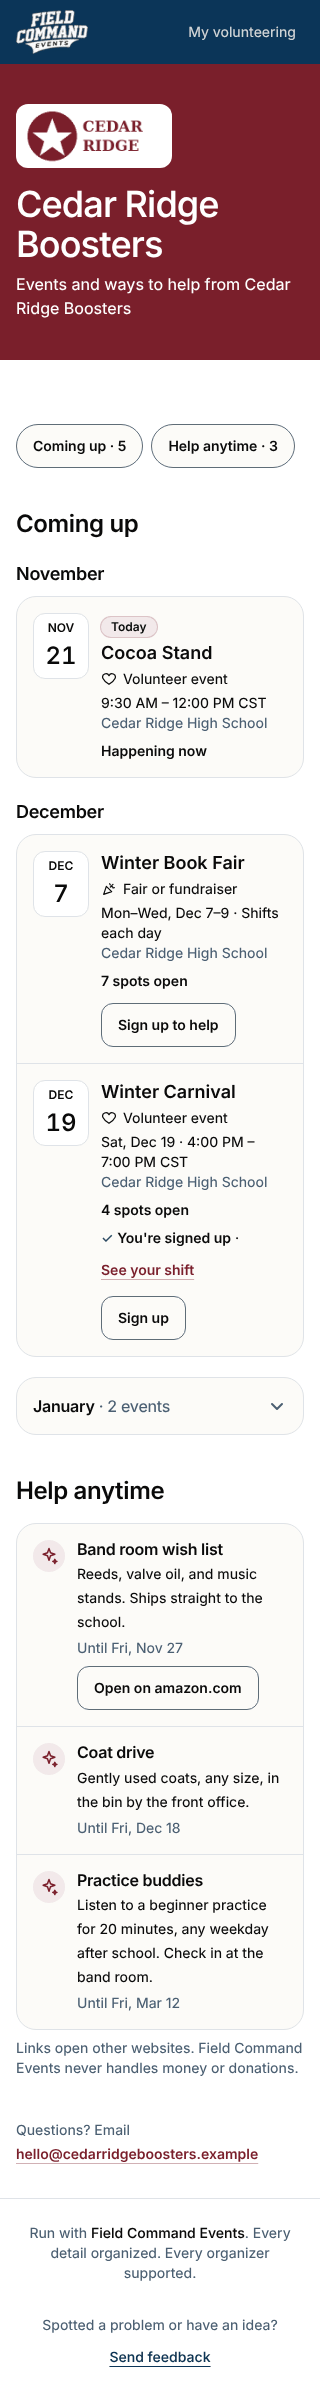 FIELD
COMMAND
EVENTS
My volunteering
CEDAR
RIDGE
Cedar Ridge
Boosters
Events and ways to help from Cedar
Ridge Boosters
Coming up · 5
Help anytime · 3
Coming up
November
NOV
21
Today
Cocoa Stand
Volunteer event
9:30 AM – 12:00 PM CST
Cedar Ridge High School
Happening now
December
DEC
7
Winter Book Fair
Fair or fundraiser
Mon–Wed, Dec 7–9 · Shifts
each day
Cedar Ridge High School
7 spots open
Sign up to help
DEC
19
Winter Carnival
Volunteer event
Sat, Dec 19 · 4:00 PM –
7:00 PM CST
Cedar Ridge High School
4 spots open
✓ You're signed up ·
See your shift
Sign up
January · 2 events
Help anytime
Band room wish list
Reeds, valve oil, and music
stands. Ships straight to the
school.
Until Fri, Nov 27
Open on amazon.com
Coat drive
Gently used coats, any size, in
the bin by the front office.
Until Fri, Dec 18
Practice buddies
Listen to a beginner practice
for 20 minutes, any weekday
after school. Check in at the
band room.
Until Fri, Mar 12
Links open other websites. Field Command
Events never handles money or donations.
Questions? Email
hello@cedarridgeboosters.example
Run with Field Command Events. Every
detail organized. Every organizer
supported.
Spotted a problem or have an idea?
Send feedback